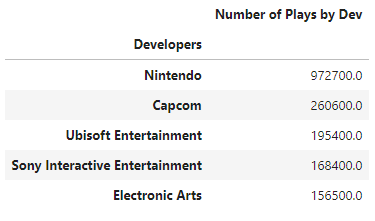 Number of Plays by Dev
Developers
Nintendo 972700.0
Capcom 260600.0
Ubisoft Entertainment 195400.0
Sony Interactive Entertainment 168400.0
Electronic Arts 156500.0